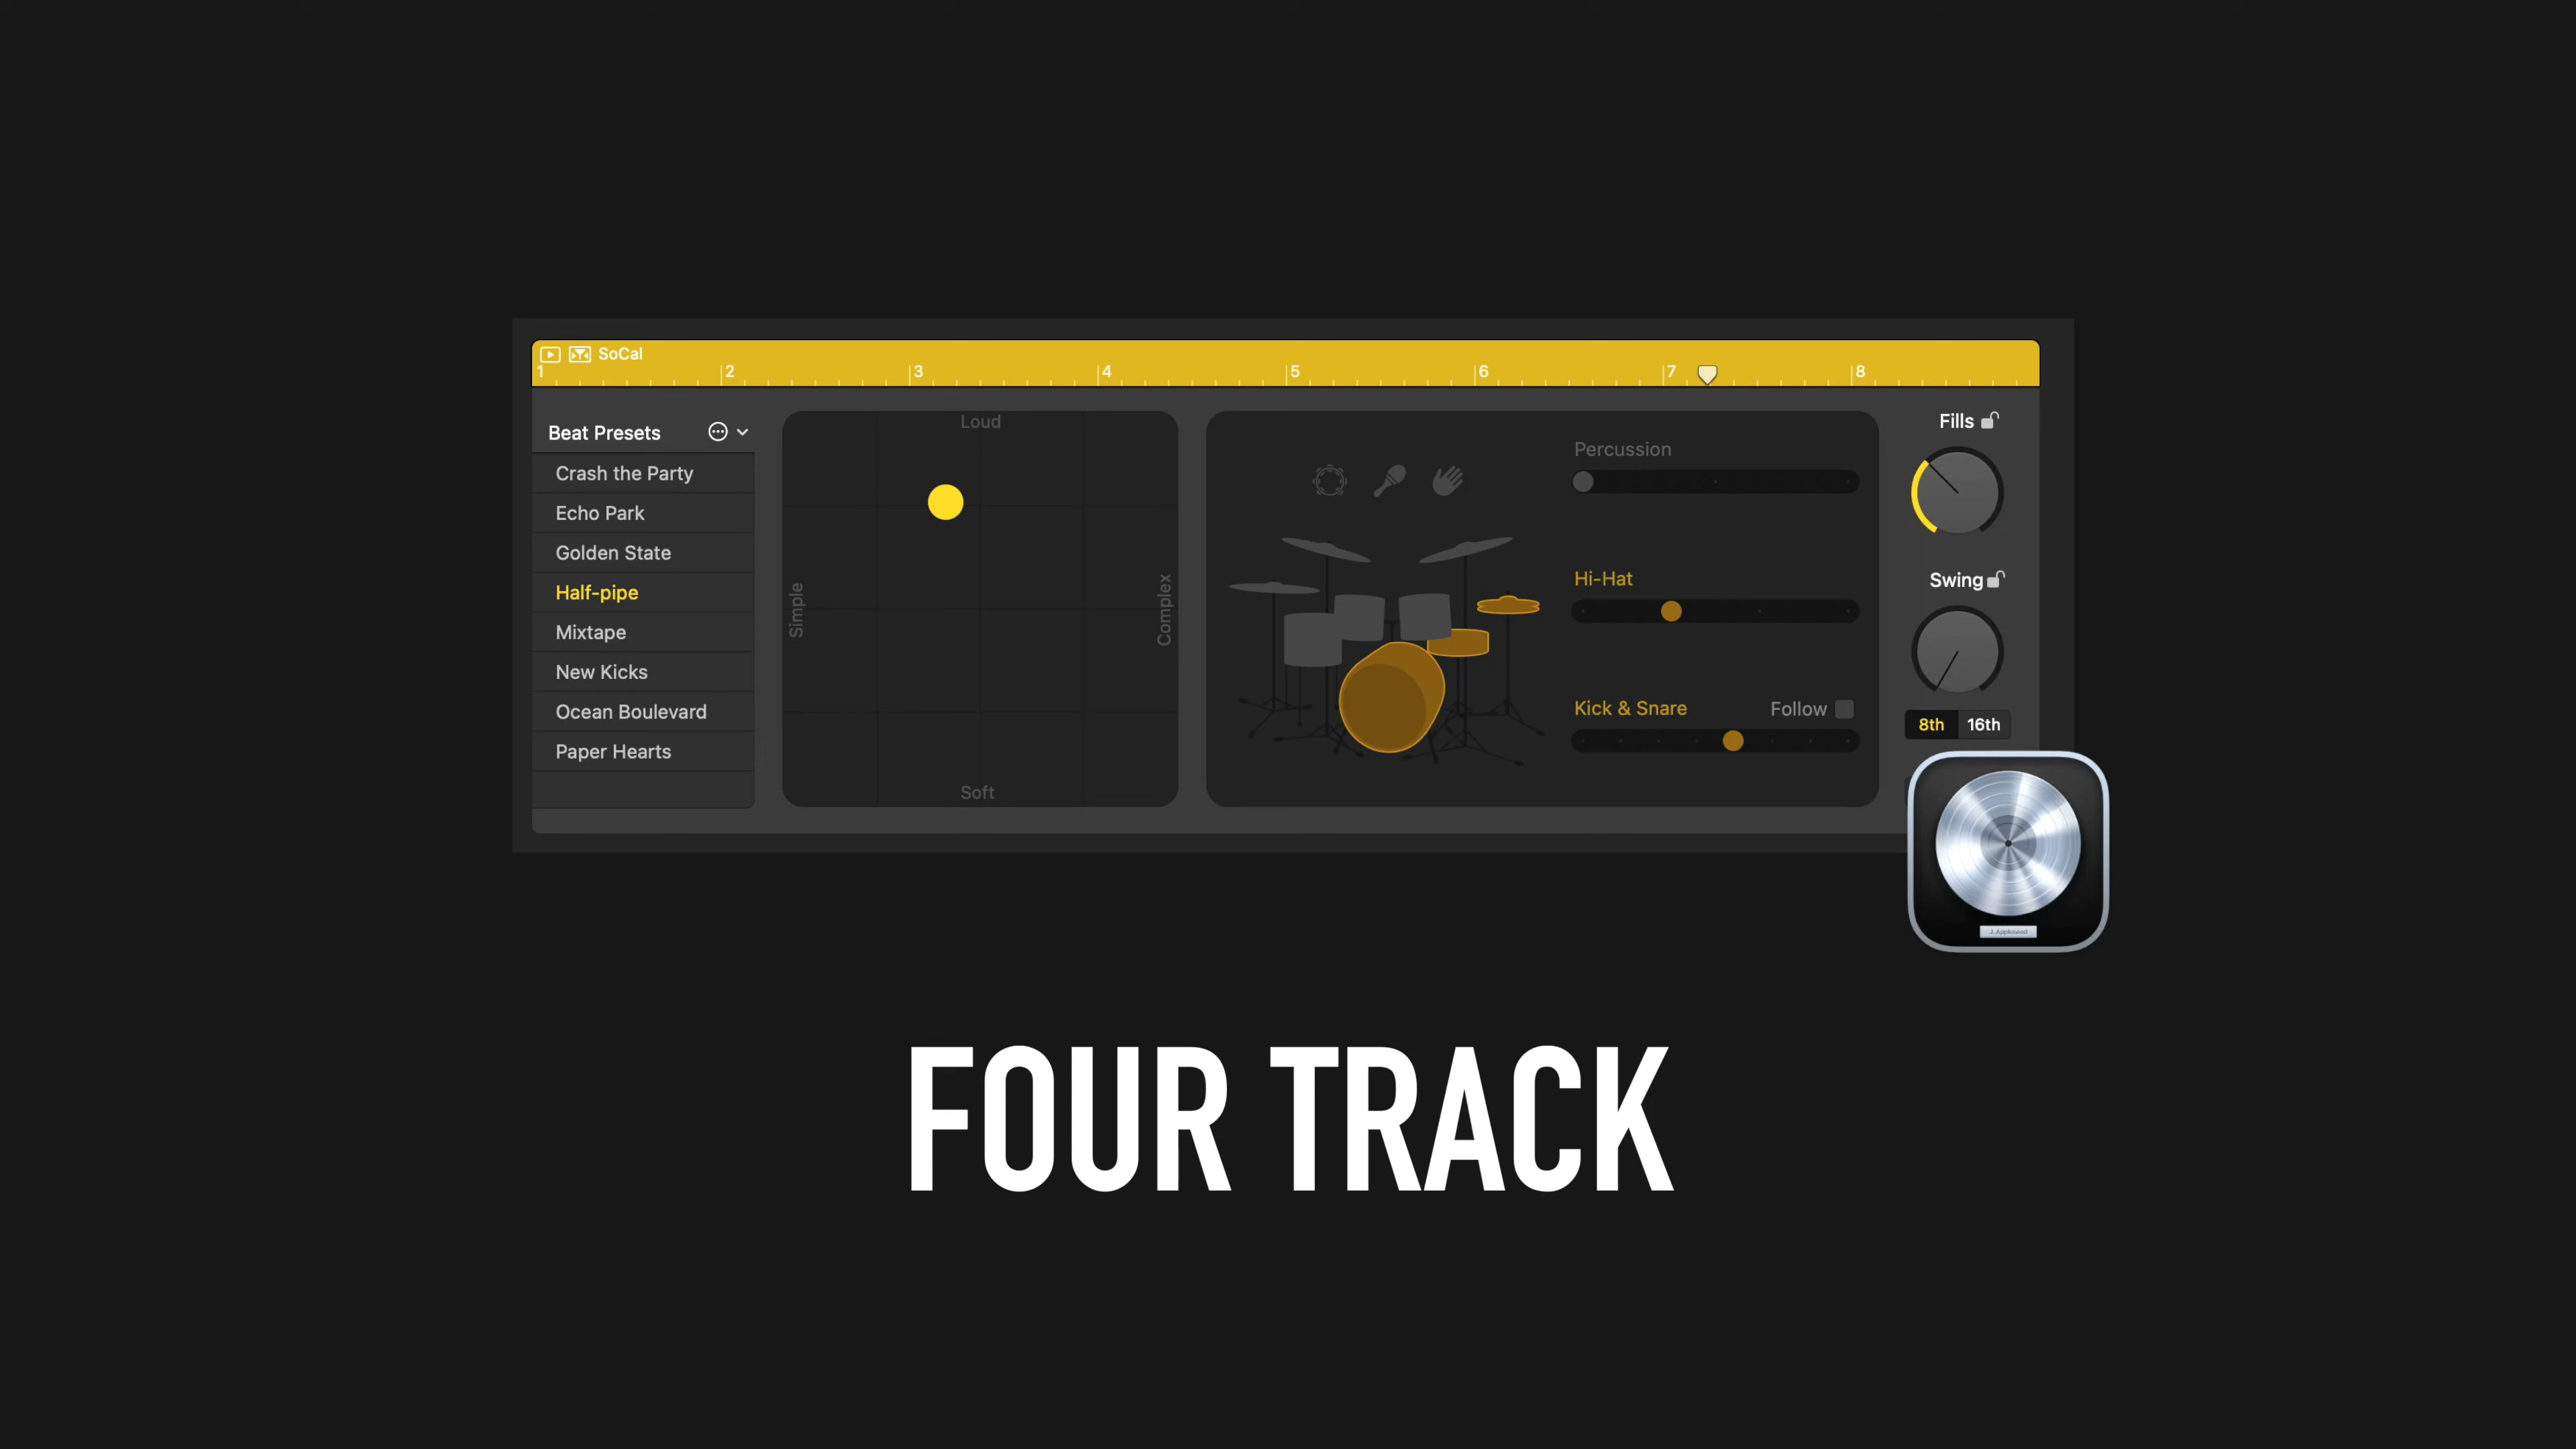 SoCal
1 2 3 4 5 6 7 8
Beat Presets
Crash the Party
Echo Park
Golden State
Half-pipe
Mixtape
New Kicks
Ocean Boulevard
Paper Hearts
Loud
Simple
Complex
Soft
Percussion
Hi-Hat
Kick & Snare Follow
Fills
Swing
8th 16th
J. Appleseed
FOUR TRACK